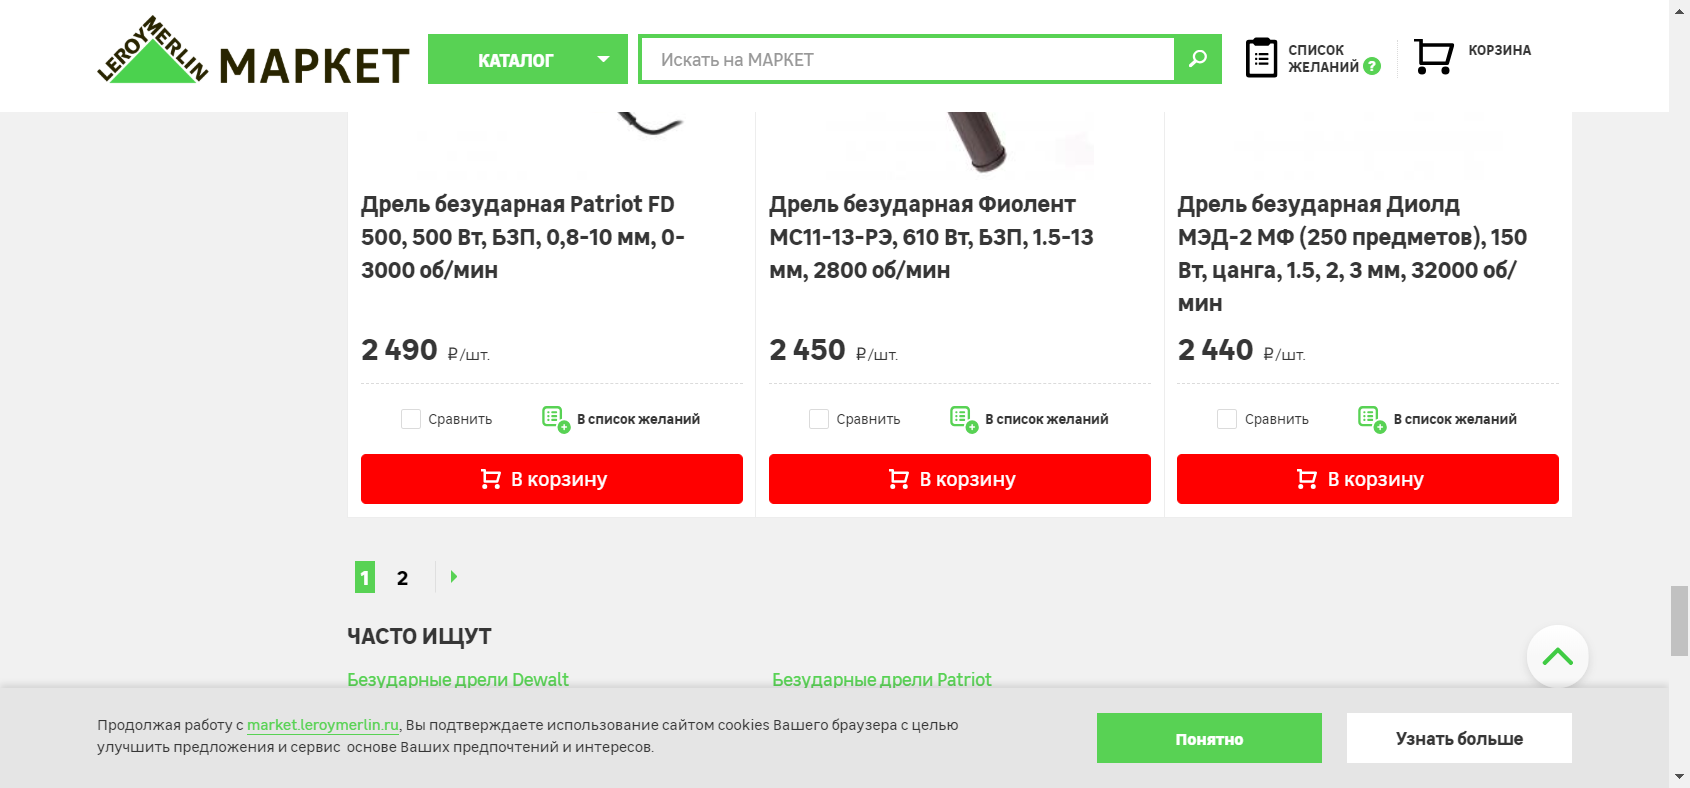 LEROY MERLIN МАРКЕТ
КАТАЛОГ
Искать на МАРКЕТ
СПИСОК
ЖЕЛАНИЙ ?
КОРЗИНА
Дрель безударная Patriot FD
500, 500 Вт, БЗП, 0,8-10 мм, 0-
3000 об/мин
2 490 ₽/шт.
Сравнить
В список желаний
В корзину
Дрель безударная Фиолент
МС11-13-РЭ, 610 Вт, БЗП, 1.5-13
мм, 2800 об/мин
2 450 ₽/шт.
Сравнить
В список желаний
В корзину
Дрель безударная Диолд
МЭД-2 МФ (250 предметов), 150
Вт, цанга, 1.5, 2, 3 мм, 32000 об/
мин
2 440 ₽/шт.
Сравнить
В список желаний
В корзину
1 2
ЧАСТО ИЩУТ
Безударные дрели Dewalt
Безударные дрели Patriot
Продолжая работу с market.leroymerlin.ru, Вы подтверждаете использование сайтом cookies Вашего браузера с целью
улучшить предложения и сервис основе Ваших предпочтений и интересов.
Понятно
Узнать больше